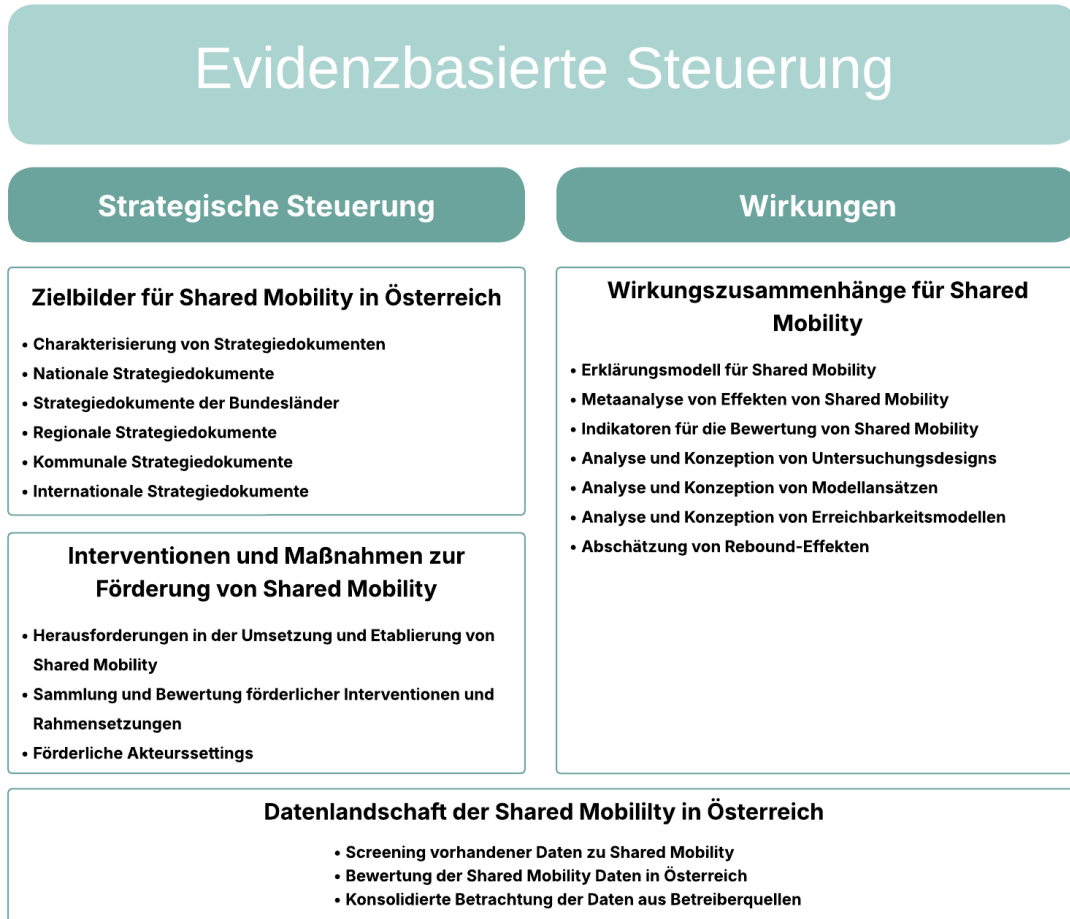 Evidenzbasierte Steuerung
Strategische Steuerung
Wirkungen
Zielbilder für Shared Mobility in Österreich
• Charakterisierung von Strategiedokumenten
• Nationale Strategiedokumente
• Strategiedokumente der Bundesländer
• Regionale Strategiedokumente
• Kommunale Strategiedokumente
• Internationale Strategiedokumente
Interventionen und Maßnahmen zur
Förderung von Shared Mobility
• Herausforderungen in der Umsetzung und Etablierung von
Shared Mobility
• Sammlung und Bewertung förderlicher Interventionen und
Rahmensetzungen
• Förderliche Akteurssettings
Wirkungszusammenhänge für Shared
Mobility
• Erklärungsmodell für Shared Mobility
• Metaanalyse von Effekten von Shared Mobility
• Indikatoren für die Bewertung von Shared Mobility
• Analyse und Konzeption von Untersuchungsdesigns
• Analyse und Konzeption von Modellansätzen
• Analyse und Konzeption von Erreichbarkeitsmodellen
• Abschätzung von Rebound-Effekten
Datenlandschaft der Shared Mobililty in Österreich
• Screening vorhandener Daten zu Shared Mobility
• Bewertung der Shared Mobility Daten in Österreich
• Konsolidierte Betrachtung der Daten aus Betreiberquellen